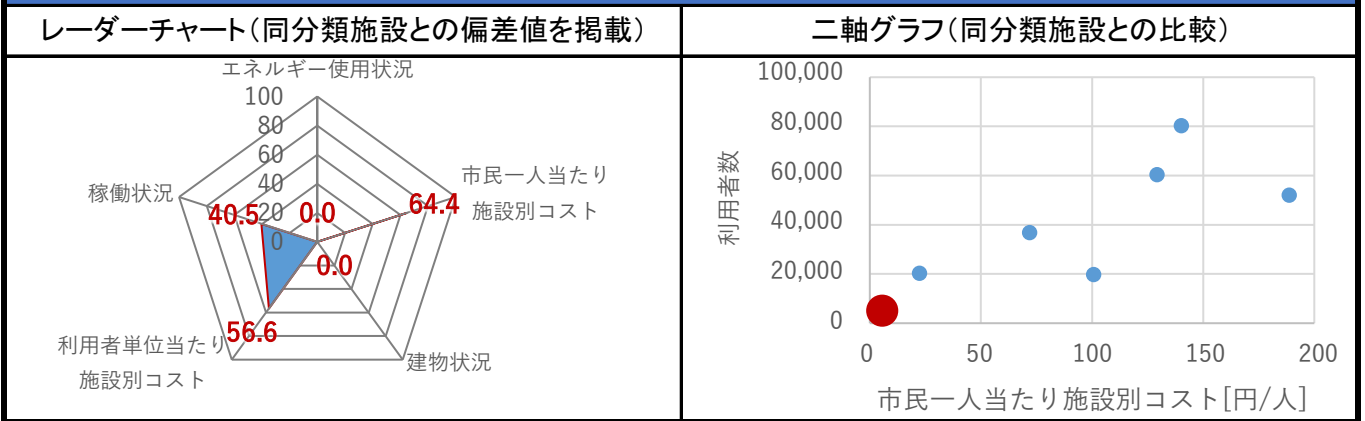 レーダーチャート(同分類施設との偏差値を掲載)
エネルギー使用状況
100
80
60
40
20
0
市民一人当たり
施設別コスト
建物状況
利用者単位当たり
施設別コスト
稼働状況
0.0
64.4
0.0
56.6
40.5
二軸グラフ(同分類施設との比較)
利用者数
100,000
80,000
60,000
40,000
20,000
0
0 50 100 150 200
市民一人当たり施設別コスト[円/人]